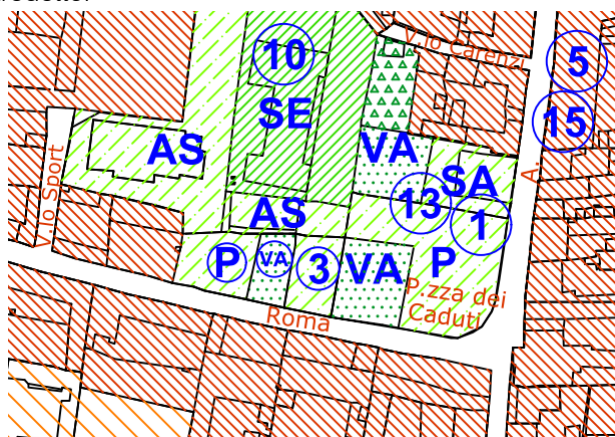 V.lo Carenzi
10
5
SE
15
AS
VA
SA
A
V.lo Sport
13
1
AS
P
VA
3
VA
P
P.zza dei
Caduti
Roma